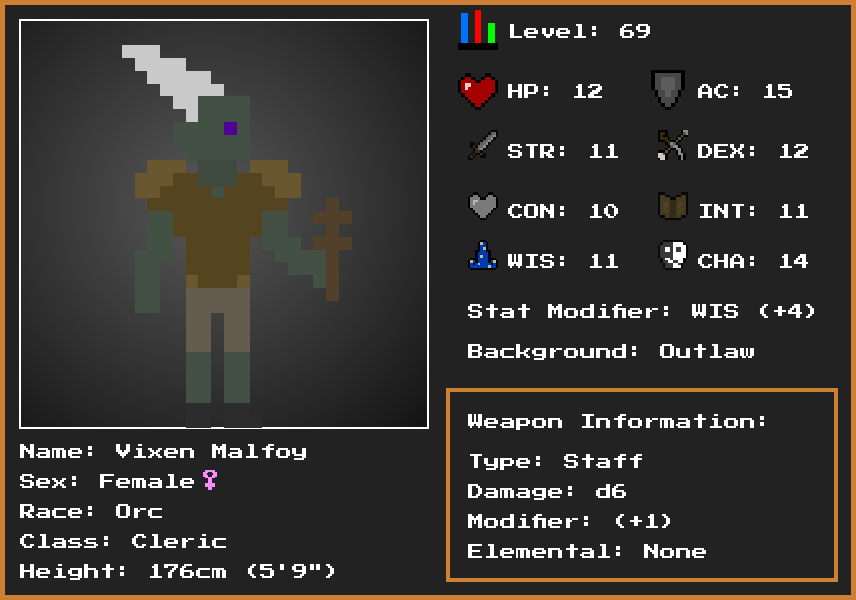 Level: 69
HP: 12
AC: 15
STR: 11
DEX: 12
CON: 10
INT: 11
WIS: 11
CHA: 14
Stat Modifier: WIS (+4)
Background: Outlaw
Weapon Information:
Type: Staff
Damage: d6
Modifier: (+1)
Elemental: None
Name: Vixen Malfoy
Sex: Female♀
Race: Orc
Class: Cleric
Height: 176cm (5'9")